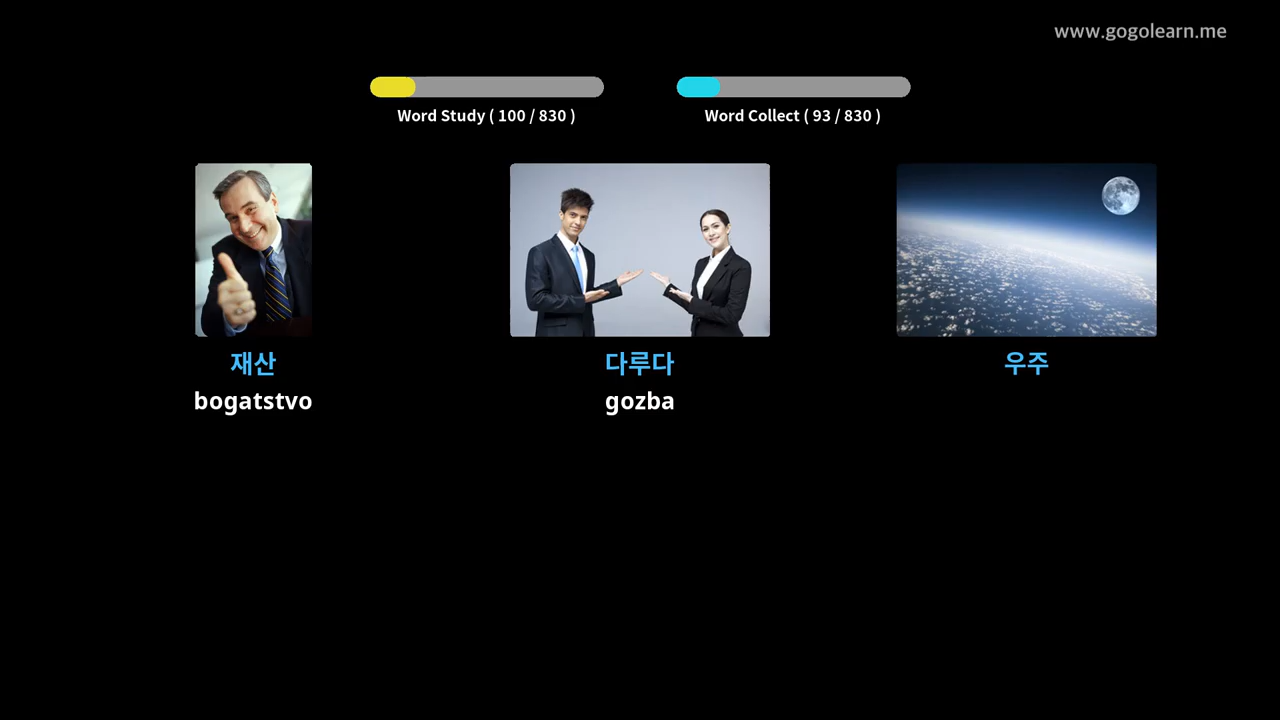 www.gogolearn.me
Word Study ( 100 / 830 )
Word Collect ( 93 / 830 )
재산
bogatstvo
다루다
gozba
우주